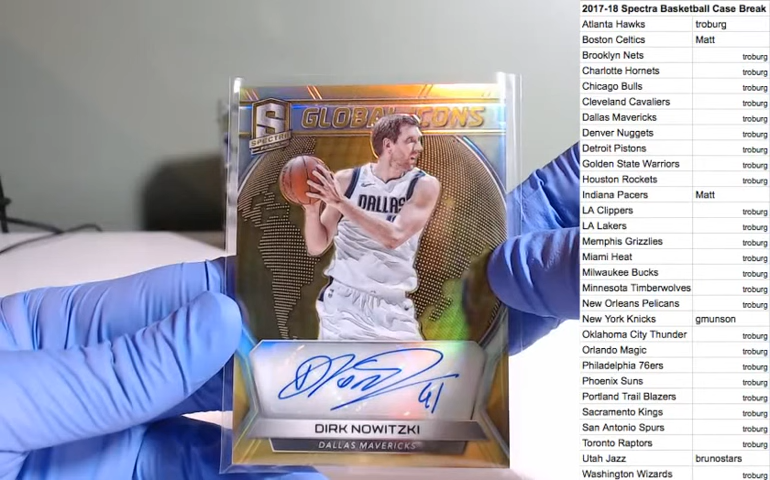 S
SPECTRA
GLOBAL ICONS
DALLAS
41
DIRK NOWITZKI
DALLAS MAVERICKS
2017-18 Spectra Basketball Case Break
Atlanta Hawks troburg
Boston Celtics Matt
Brooklyn Nets troburg
Charlotte Hornets troburg
Chicago Bulls troburg
Cleveland Cavaliers troburg
Dallas Mavericks troburg
Denver Nuggets troburg
Detroit Pistons troburg
Golden State Warriors troburg
Houston Rockets troburg
Indiana Pacers Matt
LA Clippers troburg
LA Lakers troburg
Memphis Grizzlies troburg
Miami Heat troburg
Milwaukee Bucks troburg
Minnesota Timberwolves troburg
New Orleans Pelicans troburg
New York Knicks gmunson
Oklahoma City Thunder troburg
Orlando Magic troburg
Philadelphia 76ers troburg
Phoenix Suns troburg
Portland Trail Blazers troburg
Sacramento Kings troburg
San Antonio Spurs troburg
Toronto Raptors troburg
Utah Jazz brunostars
Washington Wizards troburg